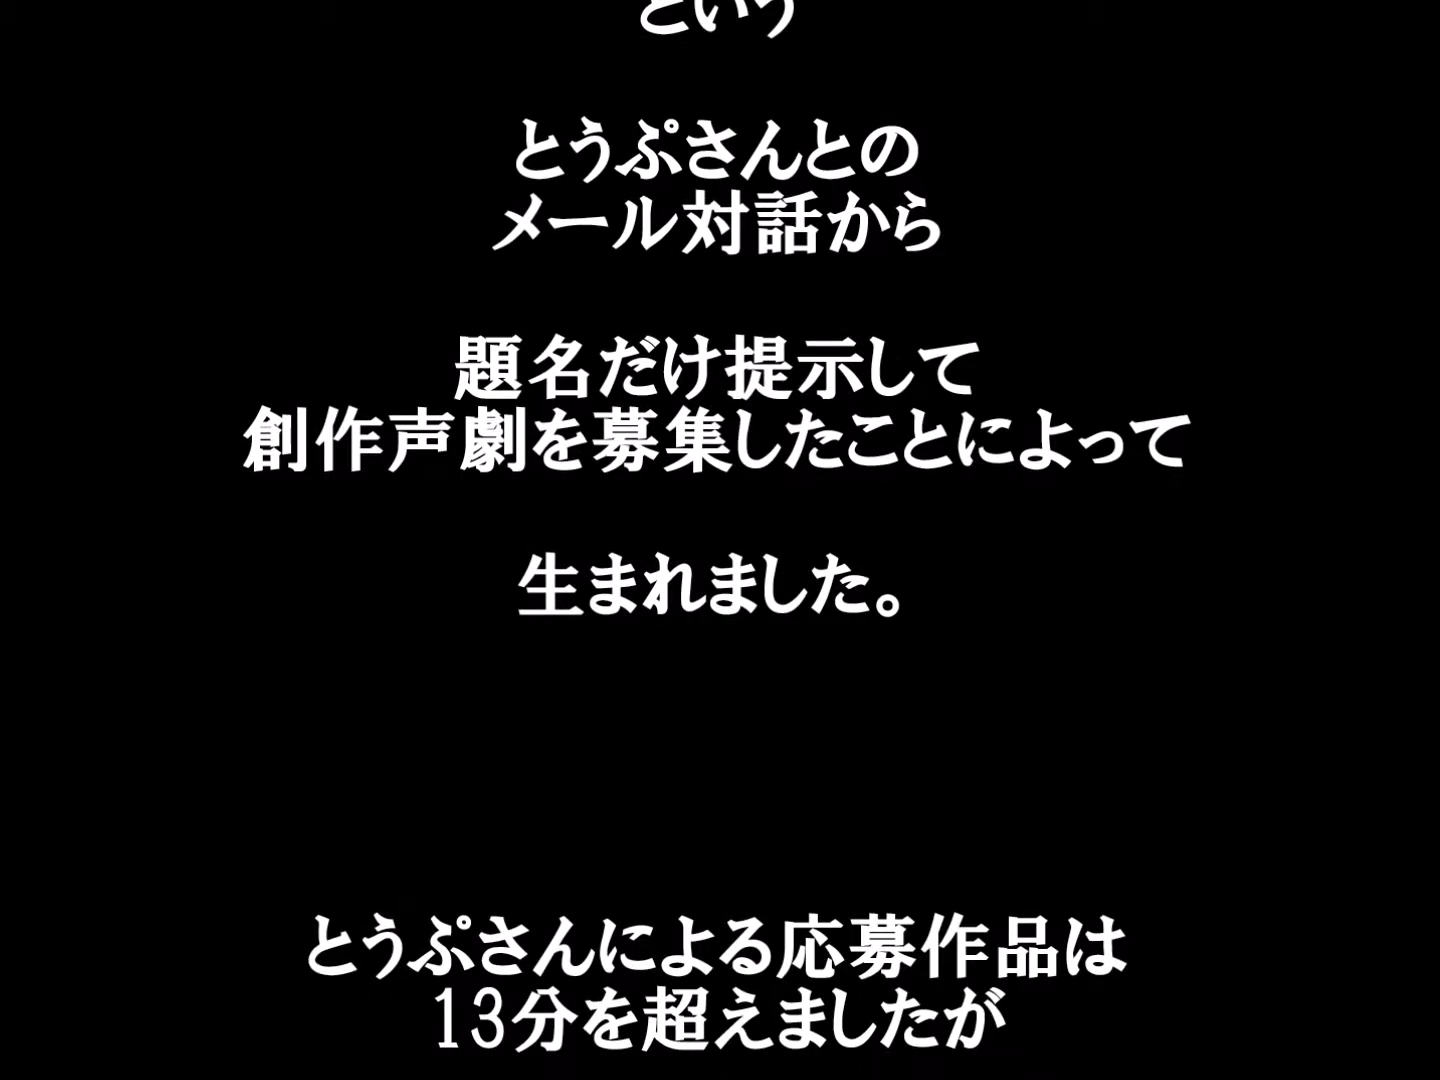 という
とうぷさんとの
メール対話から
題名だけ提示して
創作声劇を募集したことによって
生まれました。
とうぷさんによる応募作品は
13分を超えましたが